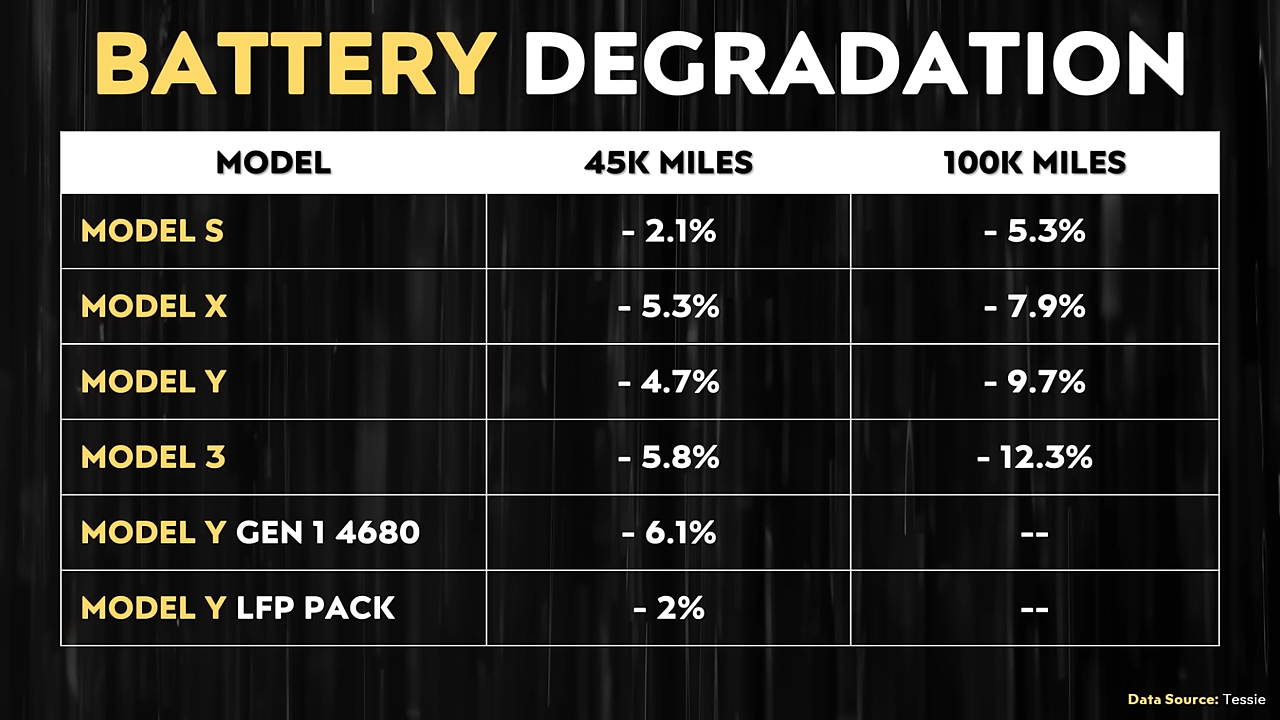 BATTERY DEGRADATION
MODEL 45K MILES 100K MILES
MODEL S - 2.1% - 5.3%
MODEL X - 5.3% - 7.9%
MODEL Y - 4.7% - 9.7%
MODEL 3 - 5.8% - 12.3%
MODEL Y GEN 1 4680 - 6.1% --
MODEL Y LFP PACK - 2% --
Data Source: Tessie